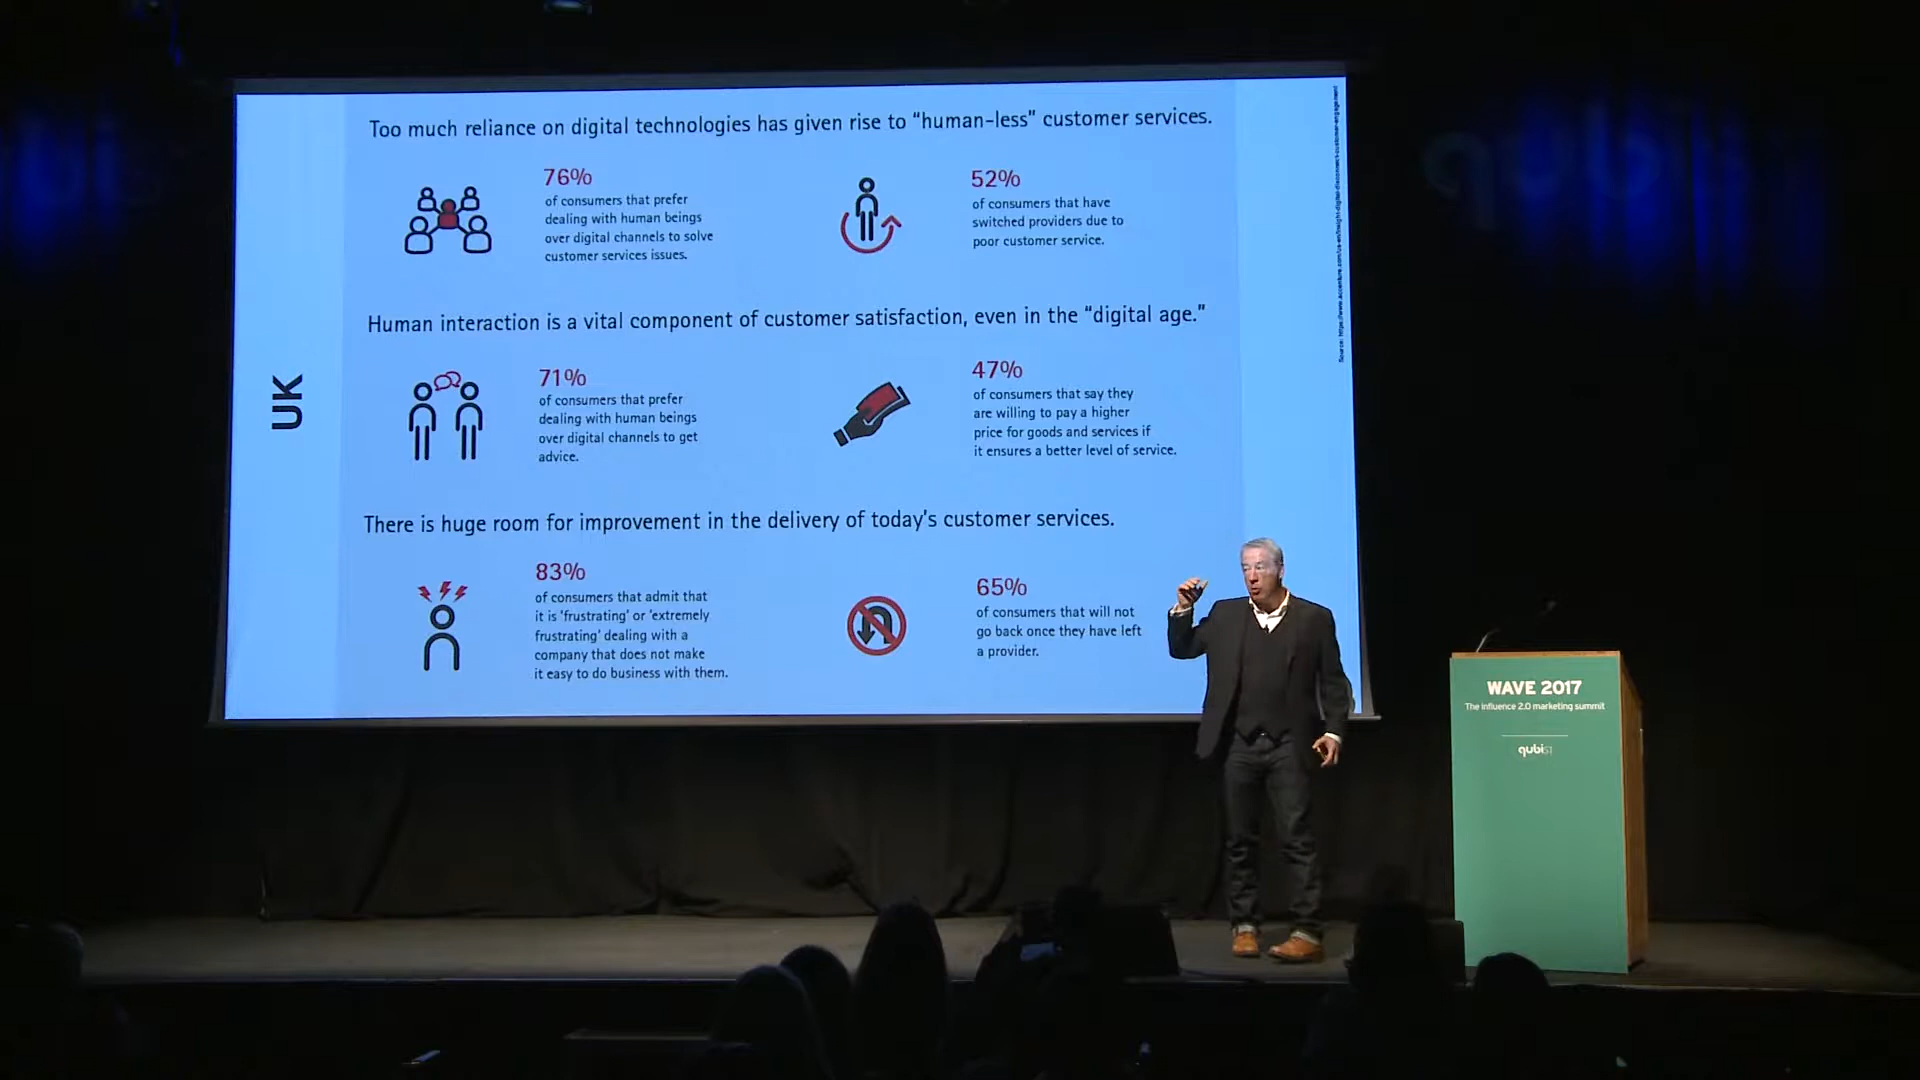 Too much reliance on digital technologies has given rise to “human-less” customer services.
76%
of consumers that prefer
dealing with human beings
over digital channels to solve
customer services issues.
52%
of consumers that have
switched providers due to
poor customer service.
Human interaction is a vital component of customer satisfaction, even in the “digital age.”
UK
71%
of consumers that prefer
dealing with human beings
over digital channels to get
advice.
47%
of consumers that say they
are willing to pay a higher
price for goods and services if
it ensures a better level of service.
There is huge room for improvement in the delivery of today's customer services.
83%
of consumers that admit that
it is 'frustrating' or 'extremely
frustrating' dealing with a
company that does not make
it easy to do business with them.
65%
of consumers that will not
go back once they have left
a provider.
WAVE 2017
The influence 2.0 marketing summit
qubist